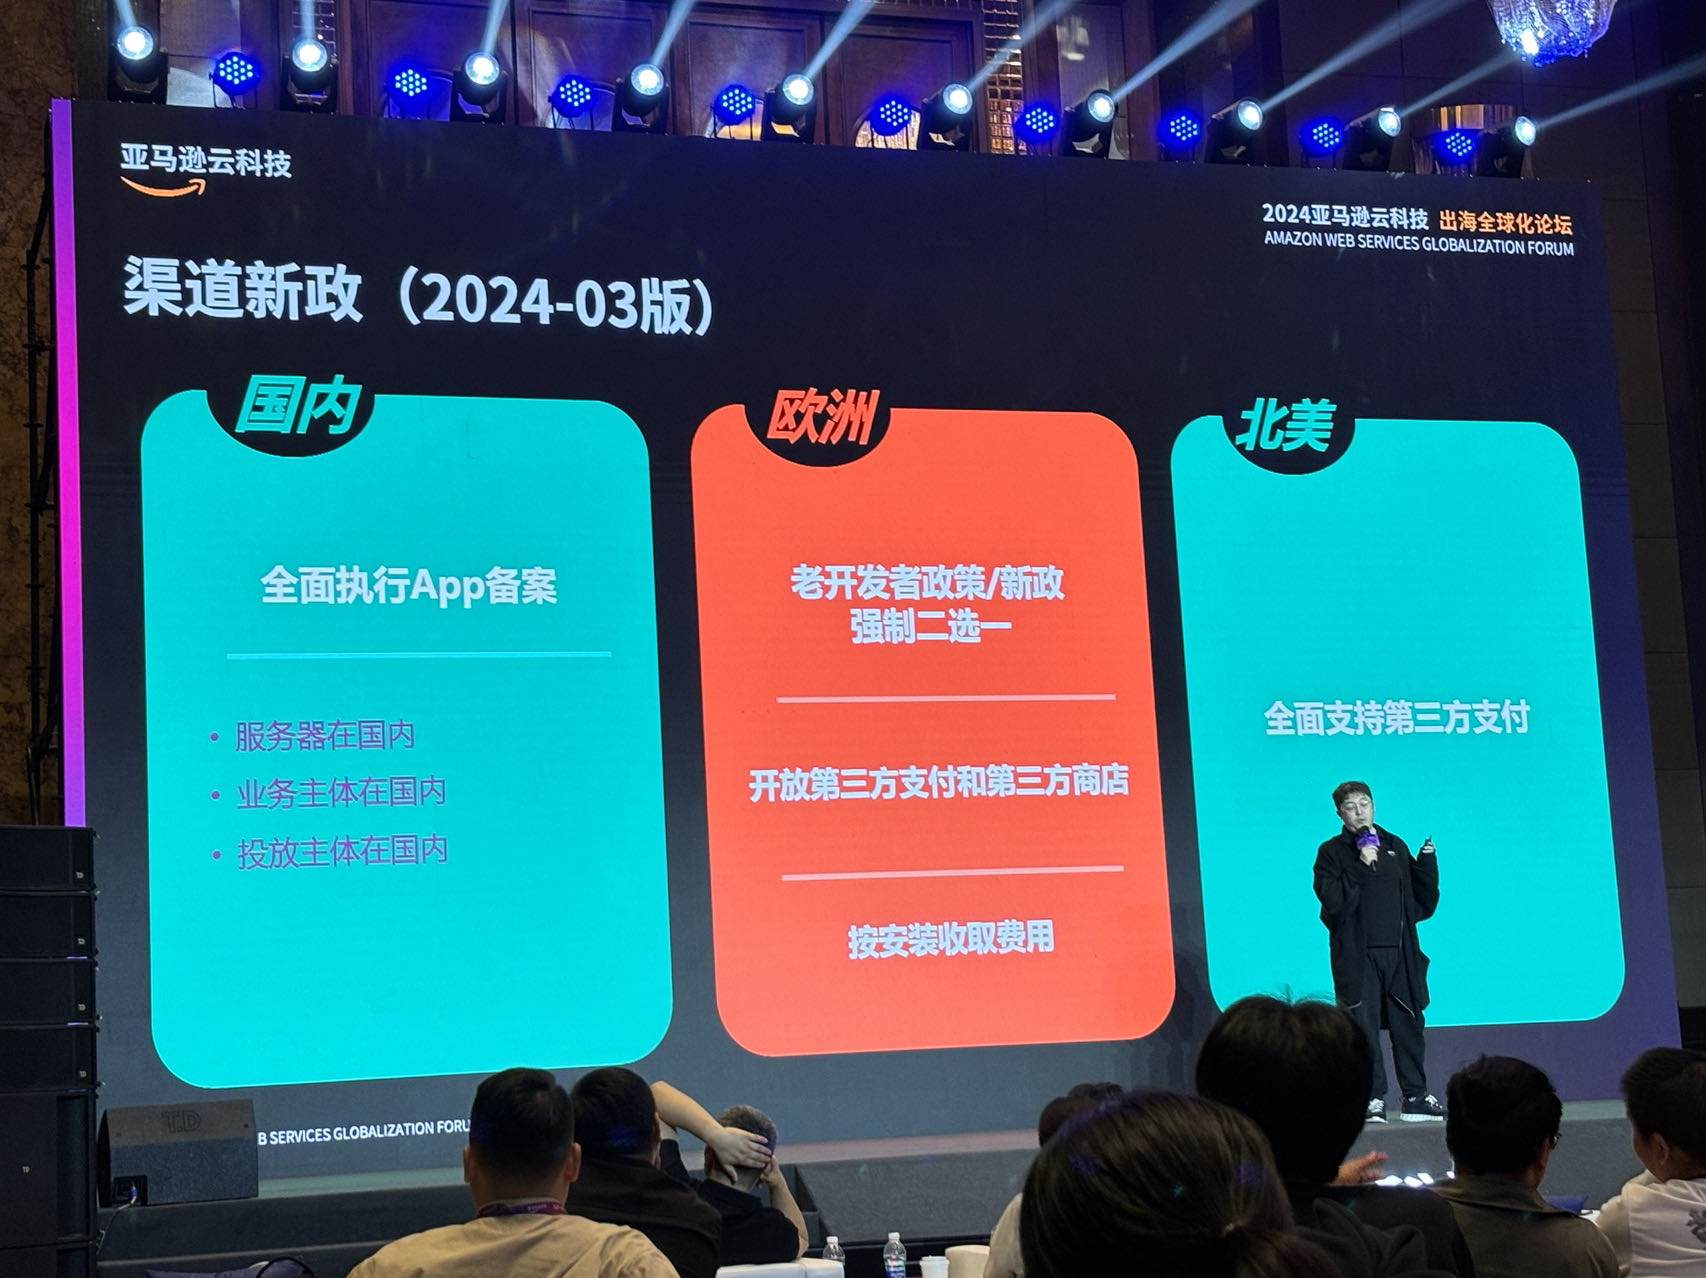 亚马逊云科技
2024亚马逊云科技 出海全球化论坛
AMAZON WEB SERVICES GLOBALIZATION FORUM
渠道新政（2024-03版）
国内
全面执行App备案
• 服务器在国内
• 业务主体在国内
• 投放主体在国内
欧洲
老开发者政策/新政
强制二选一
开放第三方支付和第三方商店
按安装收取费用
北美
全面支持第三方支付
B SERVICES GLOBALIZATION FORU
TD